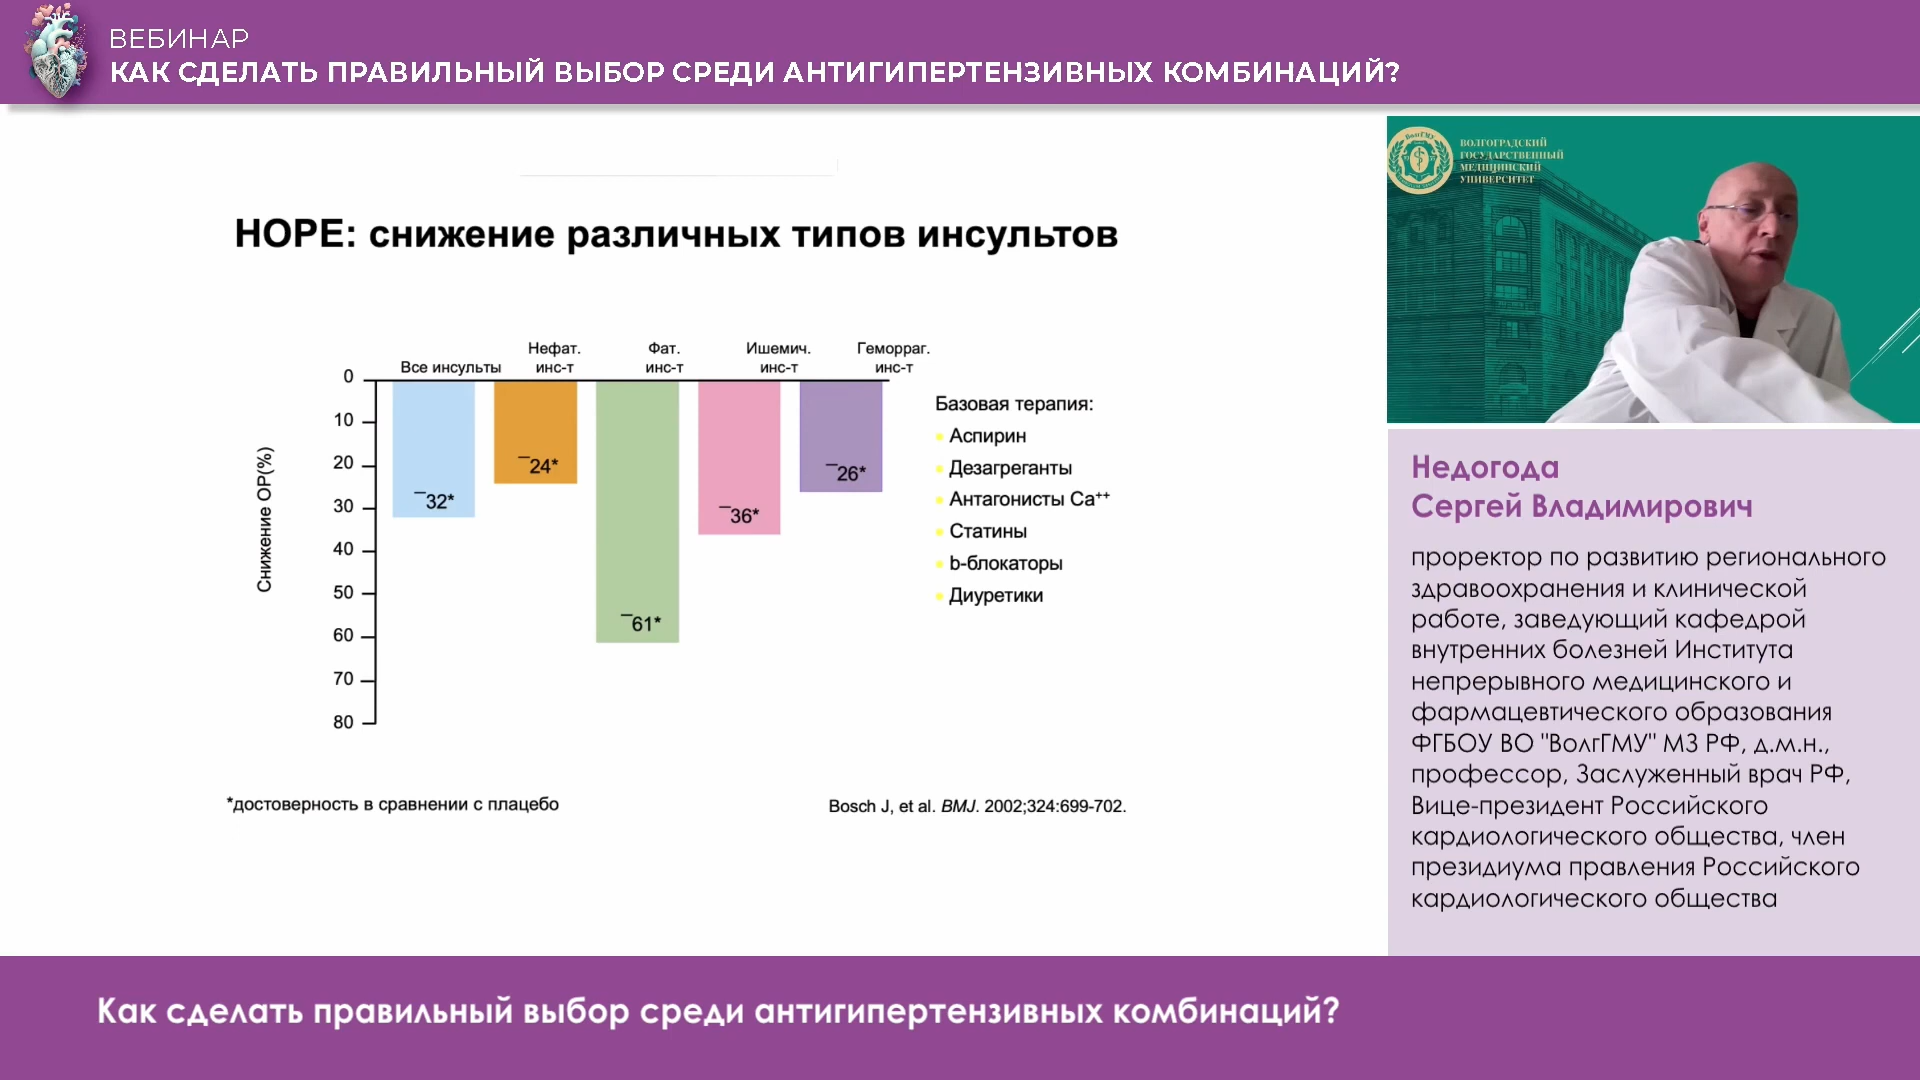 ВЕБИНАР
КАК СДЕЛАТЬ ПРАВИЛЬНЫЙ ВЫБОР СРЕДИ АНТИГИПЕРТЕНЗИВНЫХ КОМБИНАЦИЙ?
HOPE: снижение различных типов инсультов
Все инсульты
Нефат.
инс-т
Фат.
инс-т
Ишемич.
инс-т
Геморраг.
инс-т
Снижение ОР(%)
0
10
20
30
40
50
60
70
80
¯32*
¯24*
¯61*
¯36*
¯26*
Базовая терапия:
Аспирин
Дезагреганты
Антагонисты Ca++
Статины
b-блокаторы
Диуретики
*достоверность в сравнении с плацебо
Bosch J, et al. BMJ. 2002;324:699-702.
ВолгГМУ
ВОЛГОГРАДСКИЙ
ГОСУДАРСТВЕННЫЙ
МЕДИЦИНСКИЙ
УНИВЕРСИТЕТ
Недогода
Сергей Владимирович
проректор по развитию регионального
здравоохранения и клинической
работе, заведующий кафедрой
внутренних болезней Института
непрерывного медицинского и
фармацевтического образования
ФГБОУ ВО "ВолгГМУ" МЗ РФ, д.м.н.,
профессор, Заслуженный врач РФ,
Вице-президент Российского
кардиологического общества, член
президиума правления Российского
кардиологического общества
Как сделать правильный выбор среди антигипертензивных комбинаций?